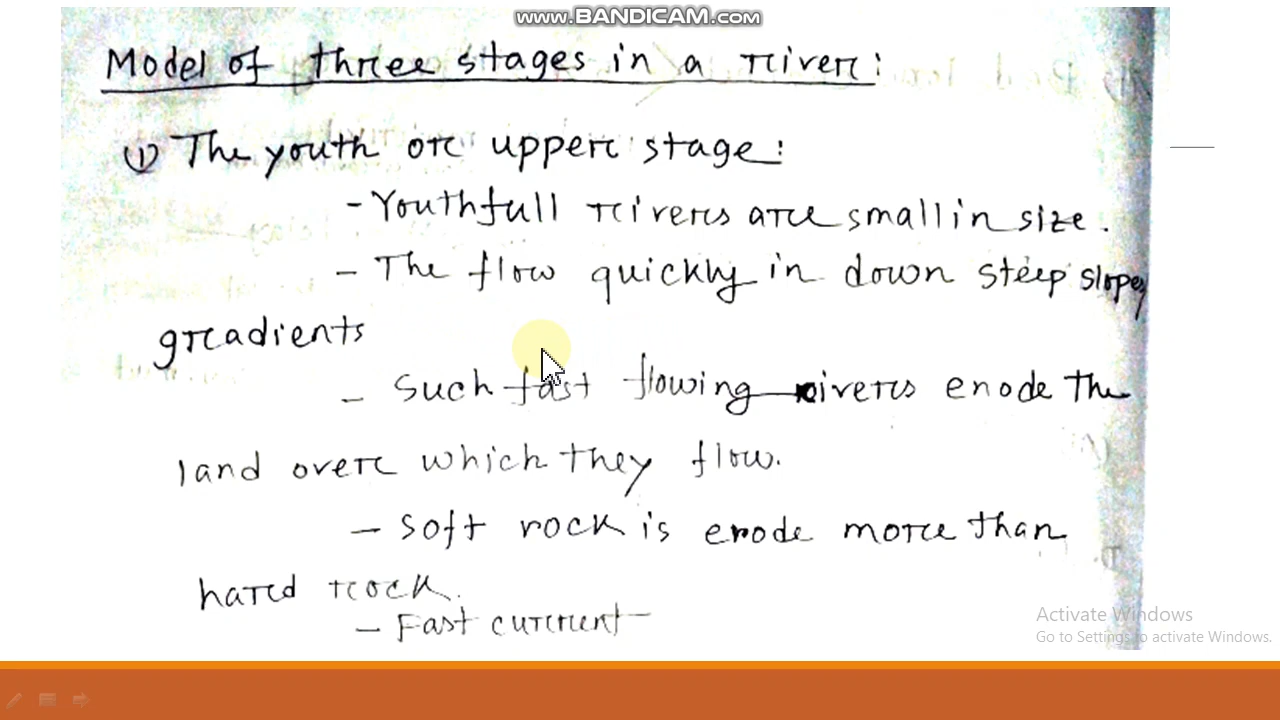 www.BANDICAM.com
Model of three stages in a river:
① The youth or upper stage:
- Youthfull rivers are small in size.
- The flow quickly in down steep slopes
gradients
- Such fast flowing rivers erode the
land over which they flow.
- Soft rock is erode more than
hard rock.
- Fast current -
Activate Windows
Go to Settings to activate Windows.